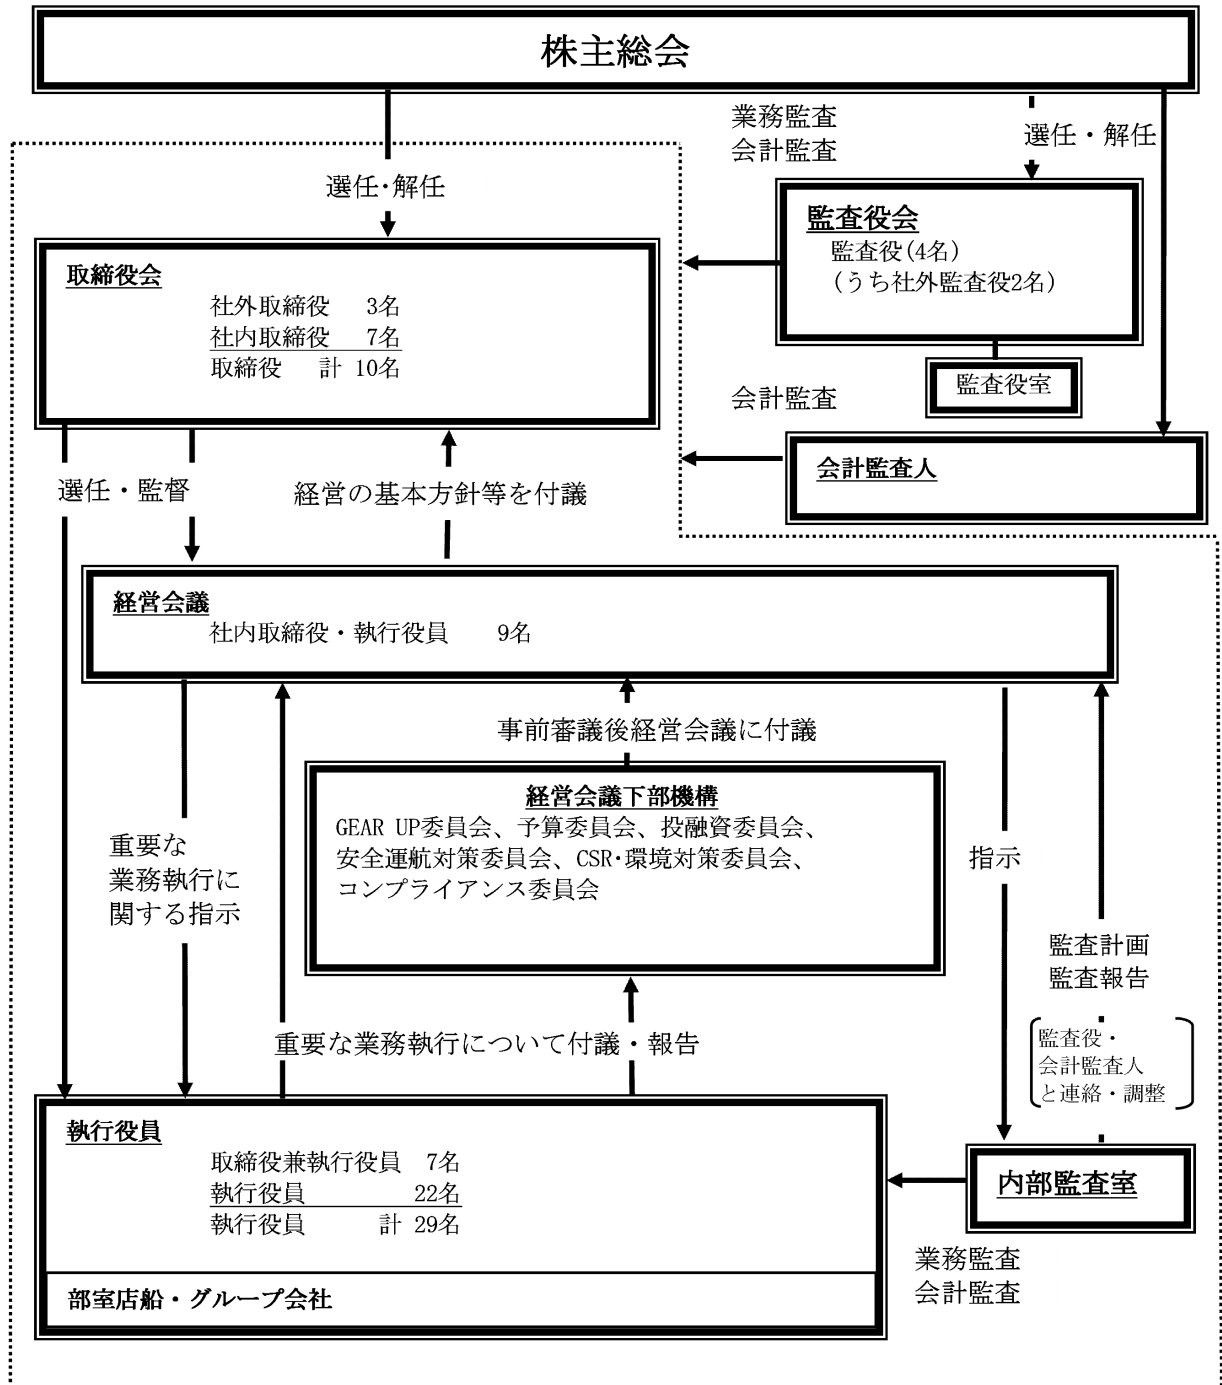 株主総会
業務監査
会計監査
選任・解任
選任・解任
監査役会
監査役(4名)
(うち社外監査役2名)
取締役会
社外取締役 3名
社内取締役 7名
取締役 計 10名
監査役室
会計監査
会計監査人
選任・監督
経営の基本方針等を付議
経営会議
社内取締役・執行役員 9名
事前審議後経営会議に付議
経営会議下部機構
GEAR UP委員会、予算委員会、投融資委員会、
安全運航対策委員会、CSR・環境対策委員会、
コンプライアンス委員会
重要な
業務執行に
関する指示
指示
監査計画
監査報告
監査役・
会計監査人
と連絡・調整
重要な業務執行について付議・報告
執行役員
取締役兼執行役員 7名
執行役員 22名
執行役員 計 29名
内部監査室
業務監査
会計監査
部室店船・グループ会社